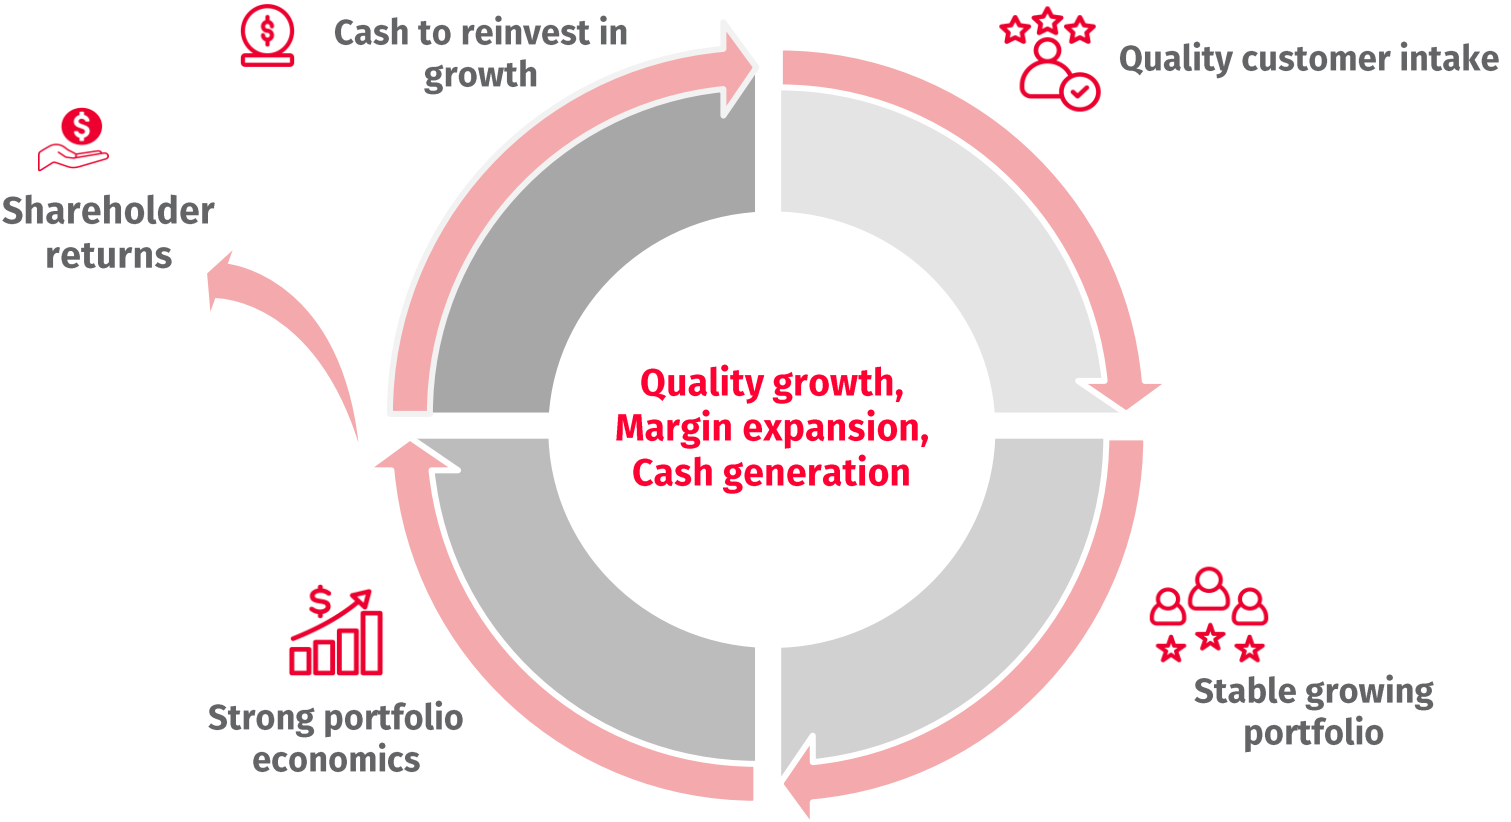 Cash to reinvest in
growth
Quality customer intake
Shareholder
returns
Quality growth,
Margin expansion,
Cash generation
Strong portfolio
economics
Stable growing
portfolio